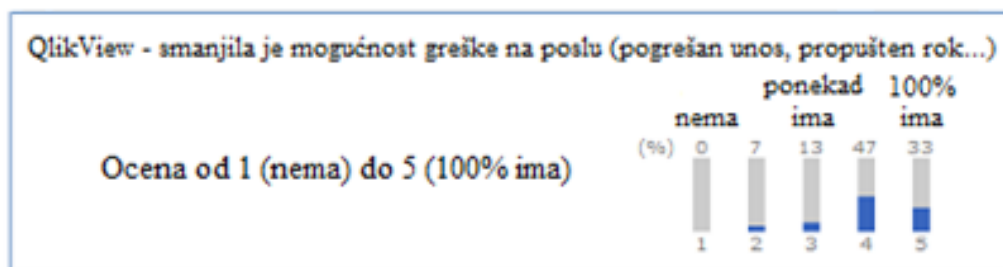 QlikView - smanjila je mogućnost greške na poslu (pogrešan unos, propušten rok...)
ponekad 100%
nema ima ima
(%) 0 7 13 47 33
Ocena od 1 (nema) do 5 (100% ima)
1 2 3 4 5